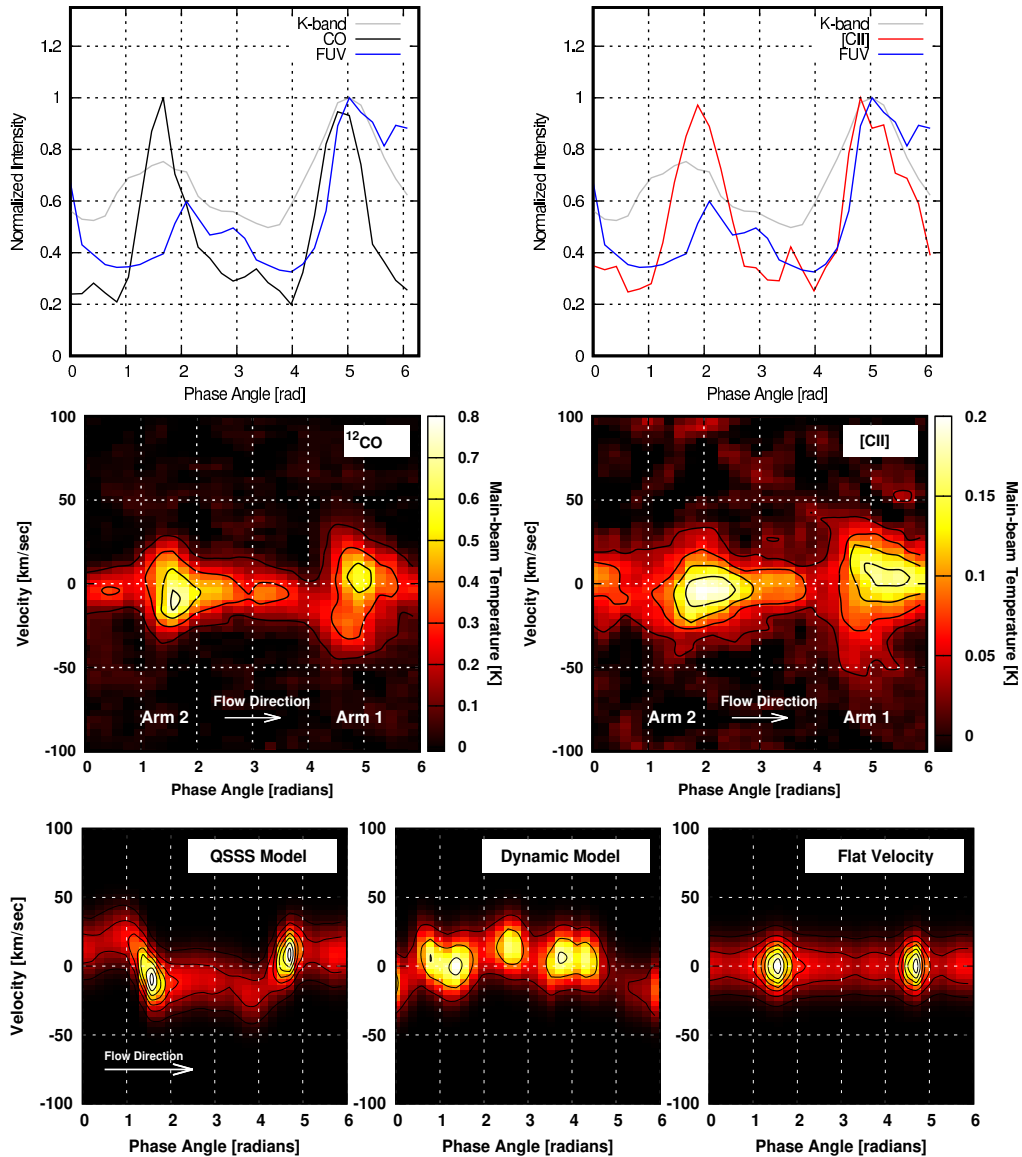 K-band
CO
FUV
1.2
1
0.8
0.6
0.4
0.2
0
Normalized Intensity
0 1 2 3 4 5 6
Phase Angle [rad]
K-band
[CII]
FUV
1.2
1
0.8
0.6
0.4
0.2
0
Normalized Intensity
0 1 2 3 4 5 6
Phase Angle [rad]
100
50
0
-50
-100
Velocity [km/sec]
12CO
Arm 2
Flow Direction
Arm 1
0 1 2 3 4 5 6
Phase Angle [radians]
0.8
0.7
0.6
0.5
0.4
0.3
0.2
0.1
0
Main-beam Temperature [K]
100
50
0
-50
-100
Velocity [km/sec]
[CII]
Arm 2
Flow Direction
Arm 1
0 1 2 3 4 5 6
Phase Angle [radians]
0.2
0.15
0.1
0.05
0
Main-beam Temperature [K]
100
50
0
-50
-100
Velocity [km/sec]
QSSS Model
Flow Direction
0 1 2 3 4 5 6
Phase Angle [radians]
100
50
0
-50
-100
Dynamic Model
0 1 2 3 4 5 6
Phase Angle [radians]
100
50
0
-50
-100
Flat Velocity
0 1 2 3 4 5 6
Phase Angle [radians]